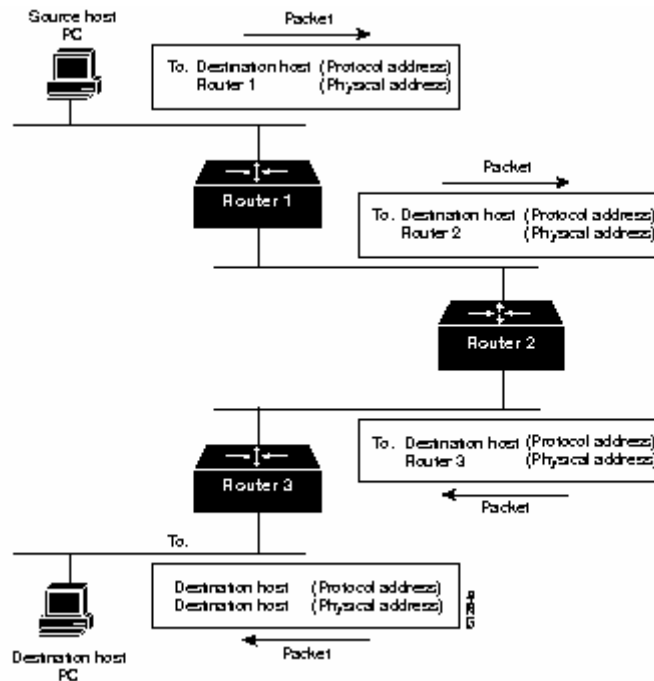 Source host
PC
Packet
To. Destination host (Protocol address)
Router 1 (Physical address)
Router 1
Packet
To. Destination host (Protocol address)
Router 2 (Physical address)
Router 2
To. Destination host (Protocol address)
Router 3 (Physical address)
Packet
Router 3
To.
Destination host (Protocol address)
Destination host (Physical address)
Packet
Destination host
PC